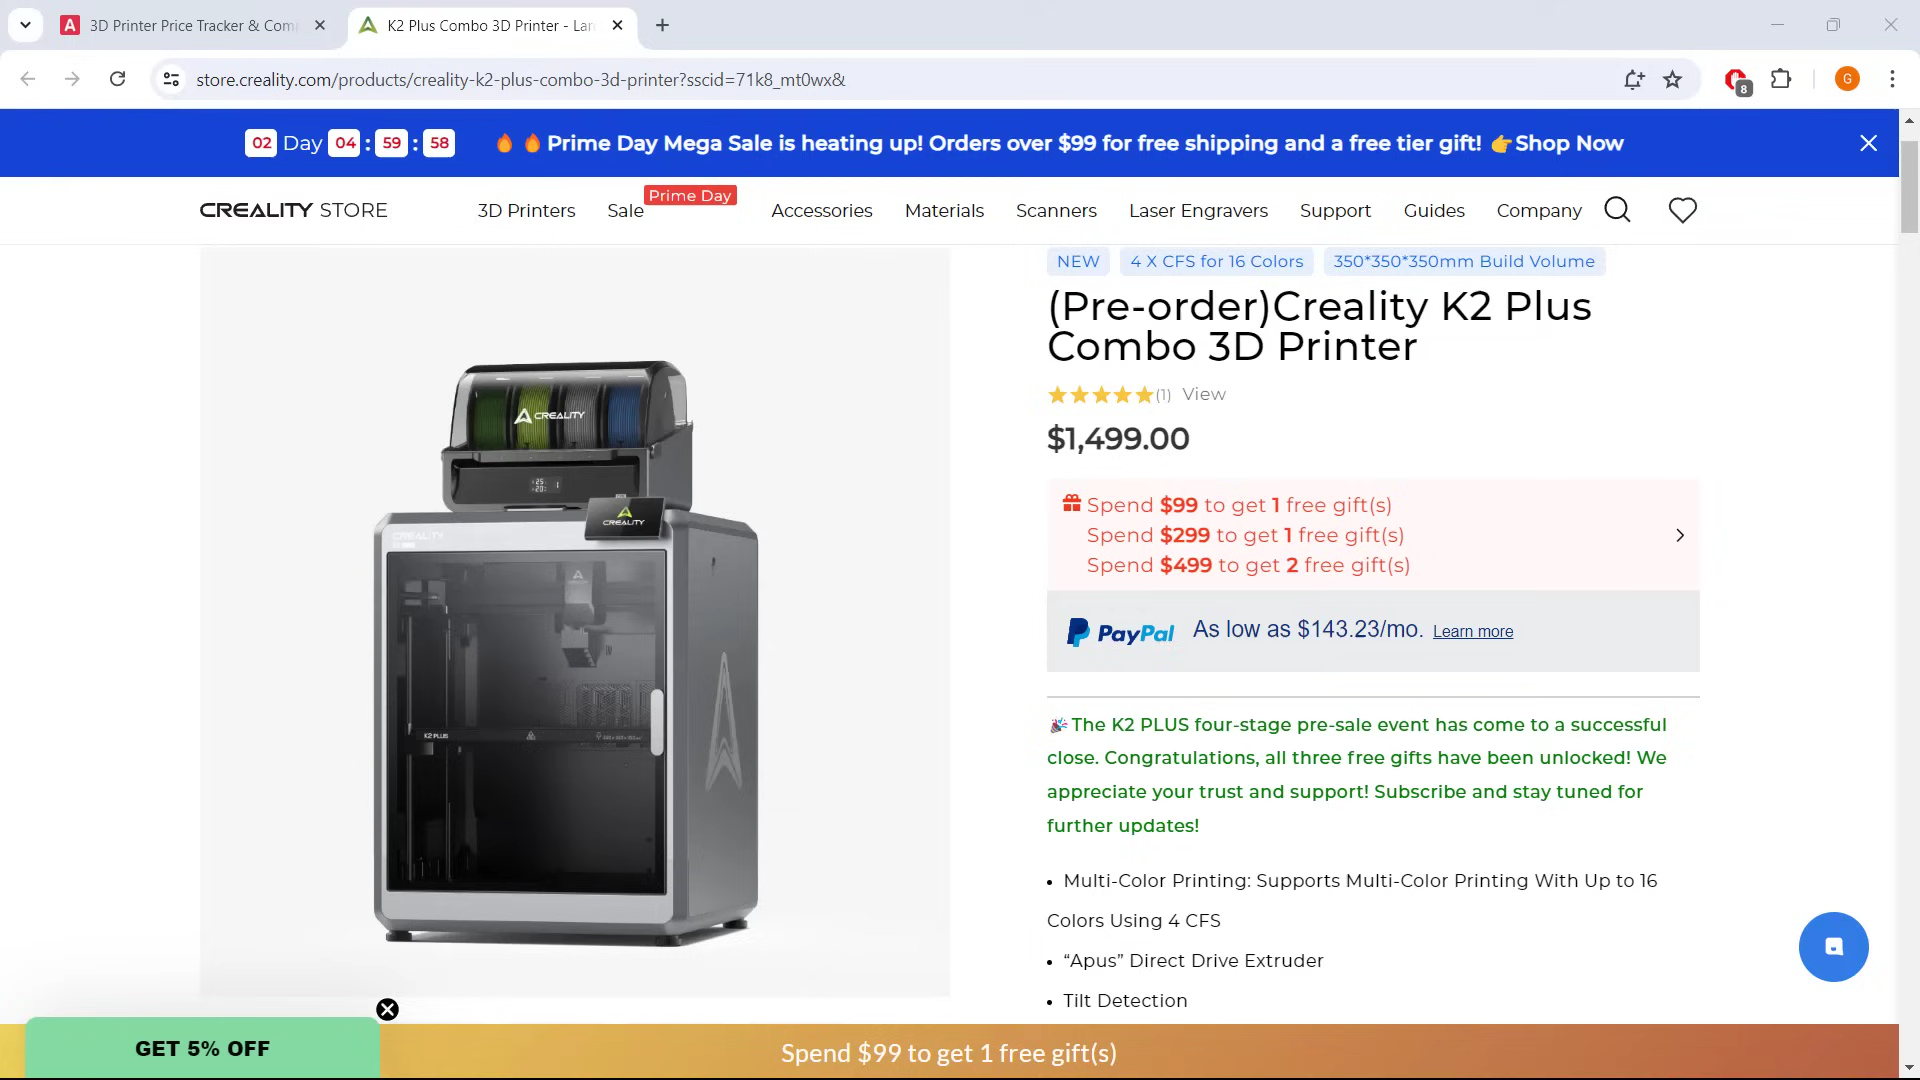 3D Printer Price Tracker & Com
K2 Plus Combo 3D Printer - Lar
store.creality.com/products/creality-k2-plus-combo-3d-printer?sscid=71k8_mt0wx&
8
G
02 Day 04 : 59 : 58
🔥 🔥 Prime Day Mega Sale is heating up! Orders over $99 for free shipping and a free tier gift! 👉Shop Now
CREALITY STORE
3D Printers
Sale
Prime Day
Accessories
Materials
Scanners
Laser Engravers
Support
Guides
Company
CREALITY
CREALITY
CREALITY
K2 PLUS
NEW
4 X CFS for 16 Colors
350*350*350mm Build Volume
(Pre-order)Creality K2 Plus
Combo 3D Printer
(1) View
$1,499.00
Spend $99 to get 1 free gift(s)
Spend $299 to get 1 free gift(s)
Spend $499 to get 2 free gift(s)
PayPal As low as $143.23/mo. Learn more
🎉The K2 PLUS four-stage pre-sale event has come to a successful
close. Congratulations, all three free gifts have been unlocked! We
appreciate your trust and support! Subscribe and stay tuned for
further updates!
• Multi-Color Printing: Supports Multi-Color Printing With Up to 16
Colors Using 4 CFS
• “Apus” Direct Drive Extruder
• Tilt Detection
GET 5% OFF
Spend $99 to get 1 free gift(s)